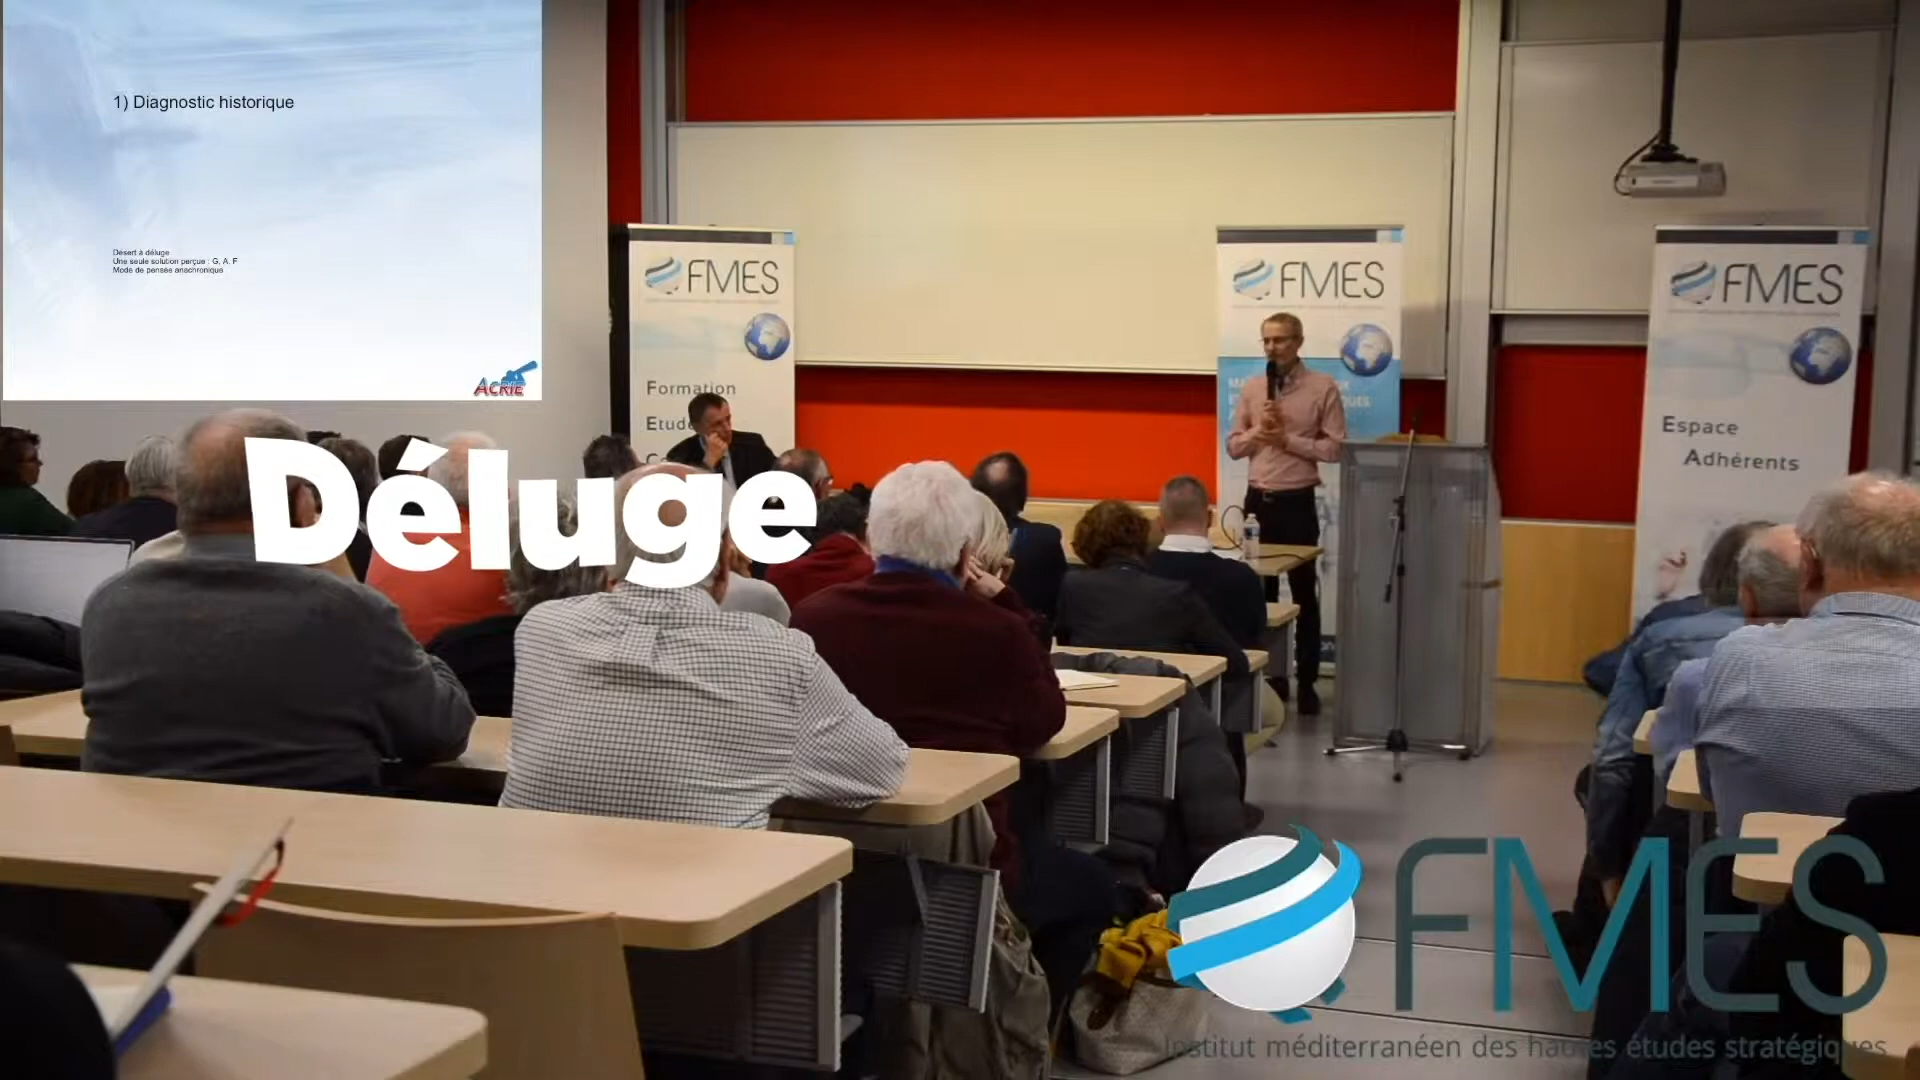 1) Diagnostic historique
Désert à déluge
Une seule solution perçue : G. A. F
Mode de pensée anachronique
ACRIE
FMES
Formation
FMES
FMES
Espace
Adhérents
Déluge
FMES
Institut méditerranéen des hautes études stratégiques